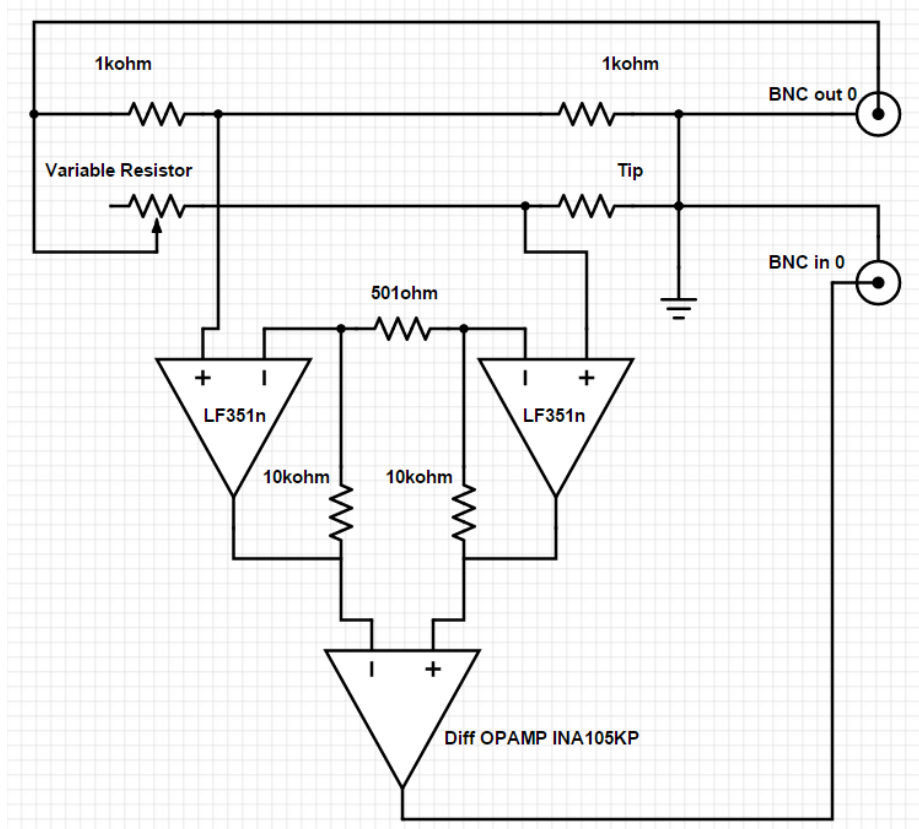 1kohm
1kohm
BNC out 0
Variable Resistor
Tip
BNC in 0
501ohm
+
−
−
+
LF351n
LF351n
10kohm
10kohm
−
+
Diff OPAMP INA105KP